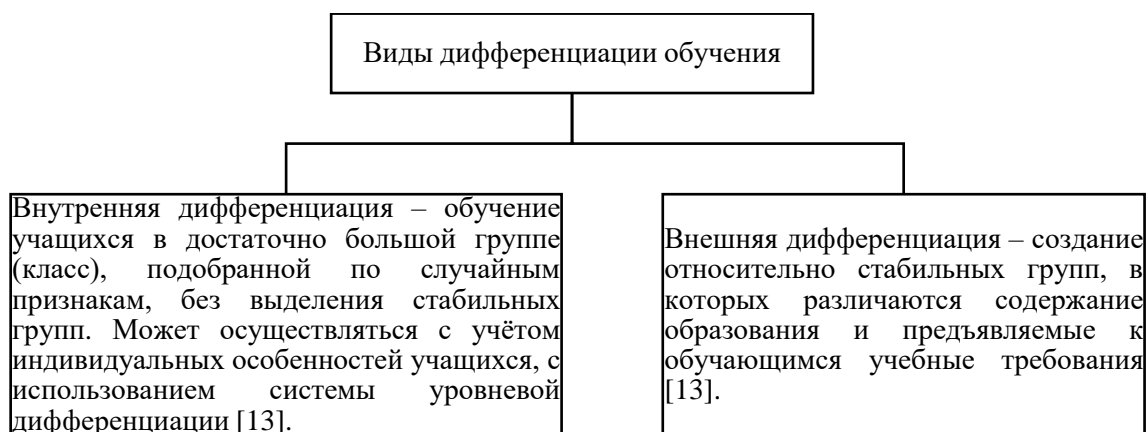 Виды дифференциации обучения
Внутренняя дифференциация – обучение
учащихся в достаточно большой группе
(класс), подобранной по случайным
признакам, без выделения стабильных
групп. Может осуществляться с учётом
индивидуальных особенностей учащихся, с
использованием системы уровневой
дифференциации [13].
Внешняя дифференциация – создание
относительно стабильных групп, в
которых различаются содержание
образования и предъявляемые к
обучающимся учебные требования
[13].